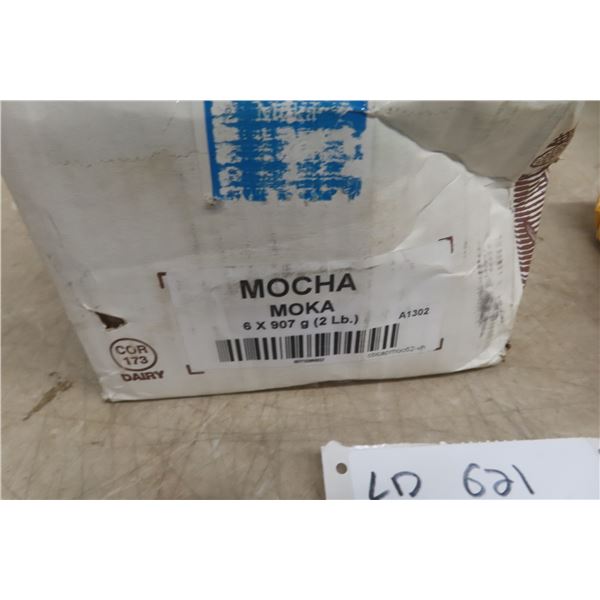 MOCHA
MOKA
6 X 907 g (2 Lb.)
A1302
COR
173
DAIRY
LD 621